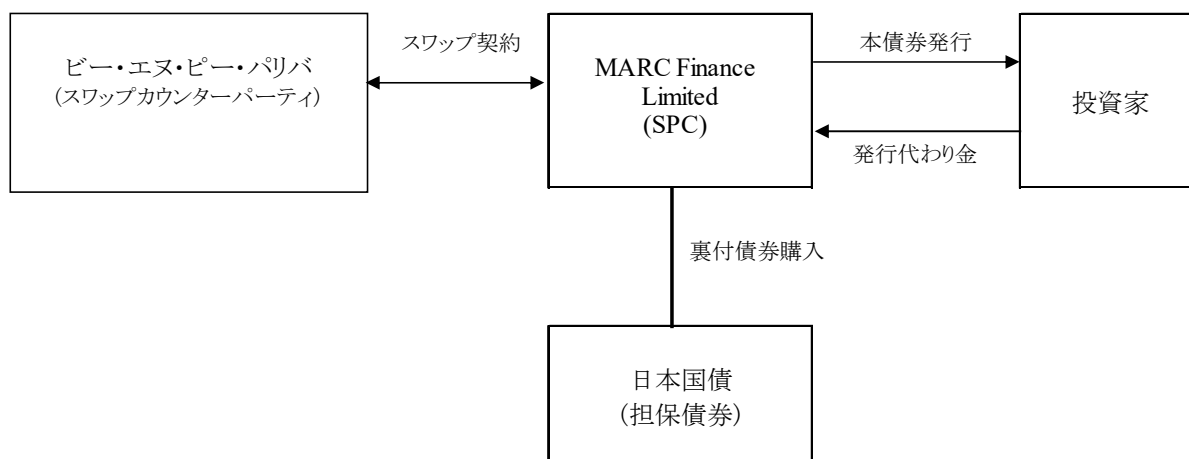 ビー・エヌ・ピー・パリバ
(スワップカウンターパーティ)
スワップ契約
MARC Finance
Limited
(SPC)
本債券発行
発行代わり金
投資家
裏付債券購入
日本国債
(担保債券)